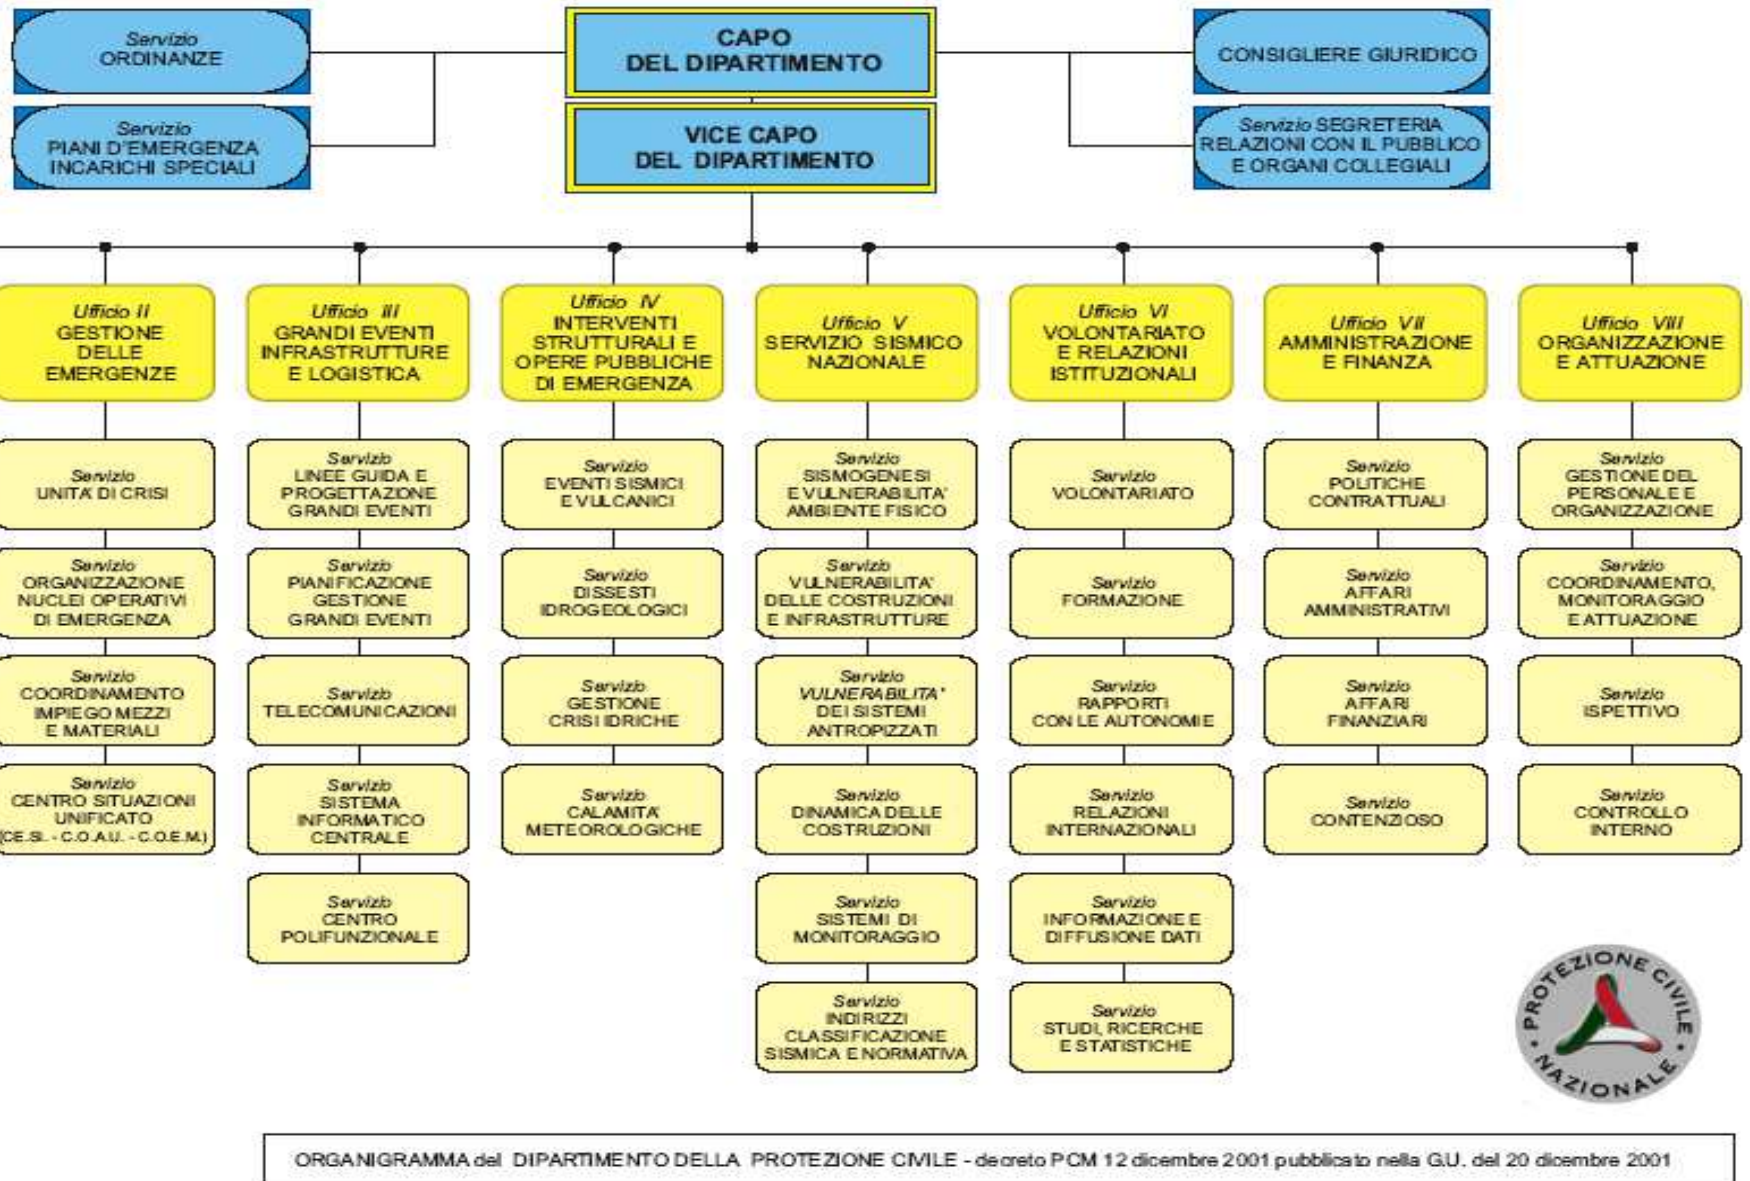 Servizio
ORDINANZE
CAPO
DEL DIPARTIMENTO
CONSIGLIERE GIURIDICO
Servizio
PIANI D'EMERGENZA
INCARICHI SPECIALI
VICE CAPO
DEL DIPARTIMENTO
Servizio SEGRETERIA
RELAZIONI CON IL PUBBLICO
E ORGANI COLLEGIALI
Ufficio II
GESTIONE
DELLE
EMERGENZE
Servizio
UNITA' DI CRISI
Servizio
ORGANIZZAZIONE
NUCLEI OPERATIVI
DI EMERGENZA
Servizio
COORDINAMENTO
IMPIEGO MEZZI
E MATERIALI
Servizio
CENTRO SITUAZIONI
UNIFICATO
(CE.SI. - C.O.A.U. - C.O.E.M.)
Ufficio III
GRANDI EVENTI
INFRASTRUTTURE
E LOGISTICA
Servizio
LINEE GUIDA E
PROGETTAZIONE
GRANDI EVENTI
Servizio
PIANIFICAZIONE
GESTIONE
GRANDI EVENTI
Servizio
TELECOMUNICAZIONI
Servizio
SISTEMA
INFORMATICO
CENTRALE
Servizio
CENTRO
POLIFUNZIONALE
Ufficio IV
INTERVENTI
STRUTTURALI E
OPERE PUBBLICHE
DI EMERGENZA
Servizio
EVENTI SISMICI
E VULCANICI
Servizio
DISSESTI
IDROGEOLOGICI
Servizio
GESTIONE
CRISI IDRICHE
Servizio
CALAMITA'
METEOROLOGICHE
Ufficio V
SERVIZIO SISMICO
NAZIONALE
Servizio
SISMOGENESI
E VULNERABILITA'
AMBIENTE FISICO
Servizio
VULNERABILITA'
DELLE COSTRUZIONI
E INFRASTRUTTURE
Servizio
VULNERABILITA'
DEI SISTEMI
ANTROPIZZATI
Servizio
DINAMICA DELLE
COSTRUZIONI
Servizio
SISTEMI DI
MONITORAGGIO
Servizio
INDIRIZZI
CLASSIFICAZIONE
SISMICA E NORMATIVA
Ufficio VI
VOLONTARIATO
E RELAZIONI
ISTITUZIONALI
Servizio
VOLONTARIATO
Servizio
FORMAZIONE
Servizio
RAPPORTI
CON LE AUTONOMIE
Servizio
RELAZIONI
INTERNAZIONALI
Servizio
INFORMAZIONE E
DIFFUSIONE DATI
Servizio
STUDI, RICERCHE
E STATISTICHE
Ufficio VII
AMMINISTRAZIONE
E FINANZA
Servizio
POLITICHE
CONTRATTUALI
Servizio
AFFARI
AMMINISTRATIVI
Servizio
AFFARI
FINANZIARI
Servizio
CONTENZIOSO
Ufficio VIII
ORGANIZZAZIONE
E ATTUAZIONE
Servizio
GESTIONE DEL
PERSONALE E
ORGANIZZAZIONE
Servizio
COORDINAMENTO,
MONITORAGGIO
E ATTUAZIONE
Servizio
ISPETTIVO
Servizio
CONTROLLO
INTERNO
PROTEZIONE CIVILE
NAZIONALE
ORGANIGRAMMA del DIPARTIMENTO DELLA PROTEZIONE CIVILE - decreto PCM 12 dicembre 2001 pubblicato nella G.U. del 20 dicembre 2001